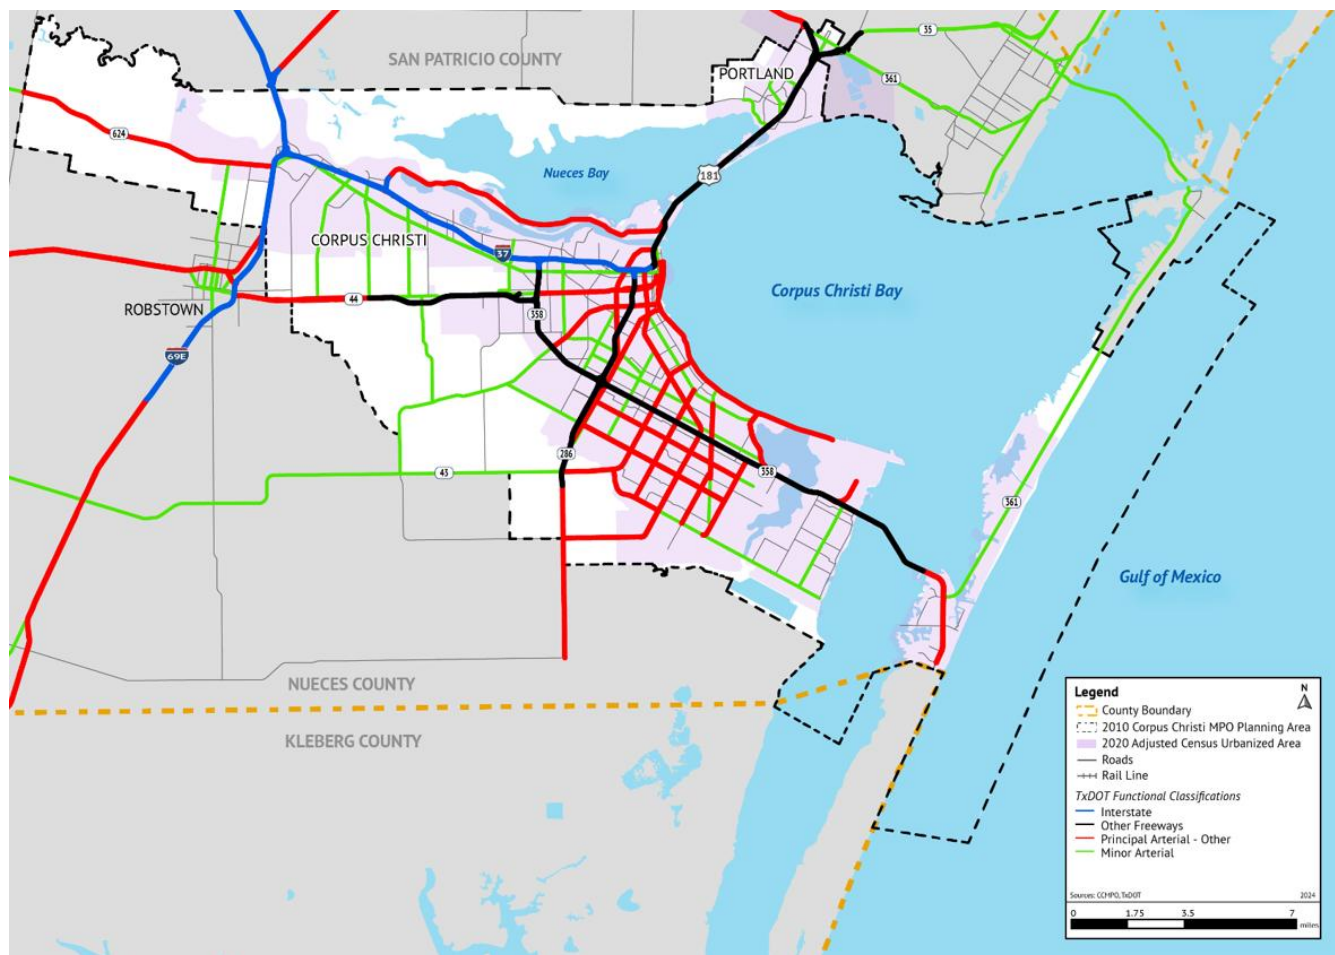 SAN PATRICIO COUNTY
PORTLAND
35
361
624
Nueces Bay
181
CORPUS CHRISTI
37
Corpus Christi Bay
44
ROBSTOWN
358
69E
286
43
358
361
Gulf of Mexico
NUECES COUNTY
KLEBERG COUNTY
Legend
N
County Boundary
2010 Corpus Christi MPO Planning Area
2020 Adjusted Census Urbanized Area
Roads
Rail Line
TxDOT Functional Classifications
Interstate
Other Freeways
Principal Arterial - Other
Minor Arterial
Sources: CCMPO, TxDOT 2024
0 1.75 3.5 7
miles